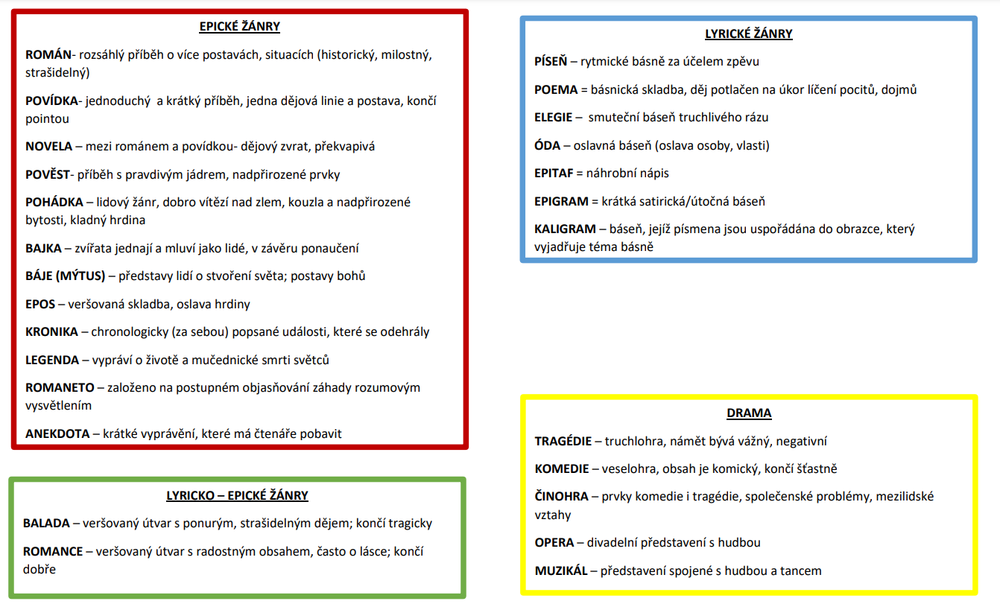 EPICKÉ ŽÁNRY
ROMÁN- rozsáhlý příběh o více postavách, situacích (historický, milostný,
strašidelný)
POVÍDKA- jednoduchý a krátký příběh, jedna dějová linie a postava, končí
pointou
NOVELA – mezi románem a povídkou- dějový zvrat, překvapivá
POVĚST- příběh s pravdivým jádrem, nadpřirozené prvky
POHÁDKA – lidový žánr, dobro vítězí nad zlem, kouzla a nadpřirozené
bytosti, kladný hrdina
BAJKA – zvířata jednají a mluví jako lidé, v závěru ponaučení
BÁJE (MÝTUS) – představy lidí o stvoření světa; postavy bohů
EPOS – veršovaná skladba, oslava hrdiny
KRONIKA – chronologicky (za sebou) popsané události, které se odehrály
LEGENDA – vypráví o životě a mučednické smrti světců
ROMANETO – založeno na postupném objasňování záhady rozumovým
vysvětlením
ANEKDOTA – krátké vyprávění, které má čtenáře pobavit
LYRICKO – EPICKÉ ŽÁNRY
BALADA – veršovaný útvar s ponurým, strašidelným dějem; končí tragicky
ROMANCE – veršovaný útvar s radostným obsahem, často o lásce; končí
dobře
LYRICKÉ ŽÁNRY
PÍSEŇ – rytmické básně za účelem zpěvu
POEMA = básnická skladba, děj potlačen na úkor líčení pocitů, dojmů
ELEGIE – smuteční báseň truchlivého rázu
ÓDA – oslavná báseň (oslava osoby, vlasti)
EPITAF = náhrobní nápis
EPIGRAM = krátká satirická/útočná báseň
KALIGRAM – báseň, jejíž písmena jsou uspořádána do obrazce, který
vyjadřuje téma básně
DRAMA
TRAGÉDIE – truchlohra, námět bývá vážný, negativní
KOMEDIE – veselohra, obsah je komický, končí šťastně
ČINOHRA – prvky komedie i tragédie, společenské problémy, mezilidské
vztahy
OPERA – divadelní představení s hudbou
MUZIKÁL – představení spojené s hudbou a tancem